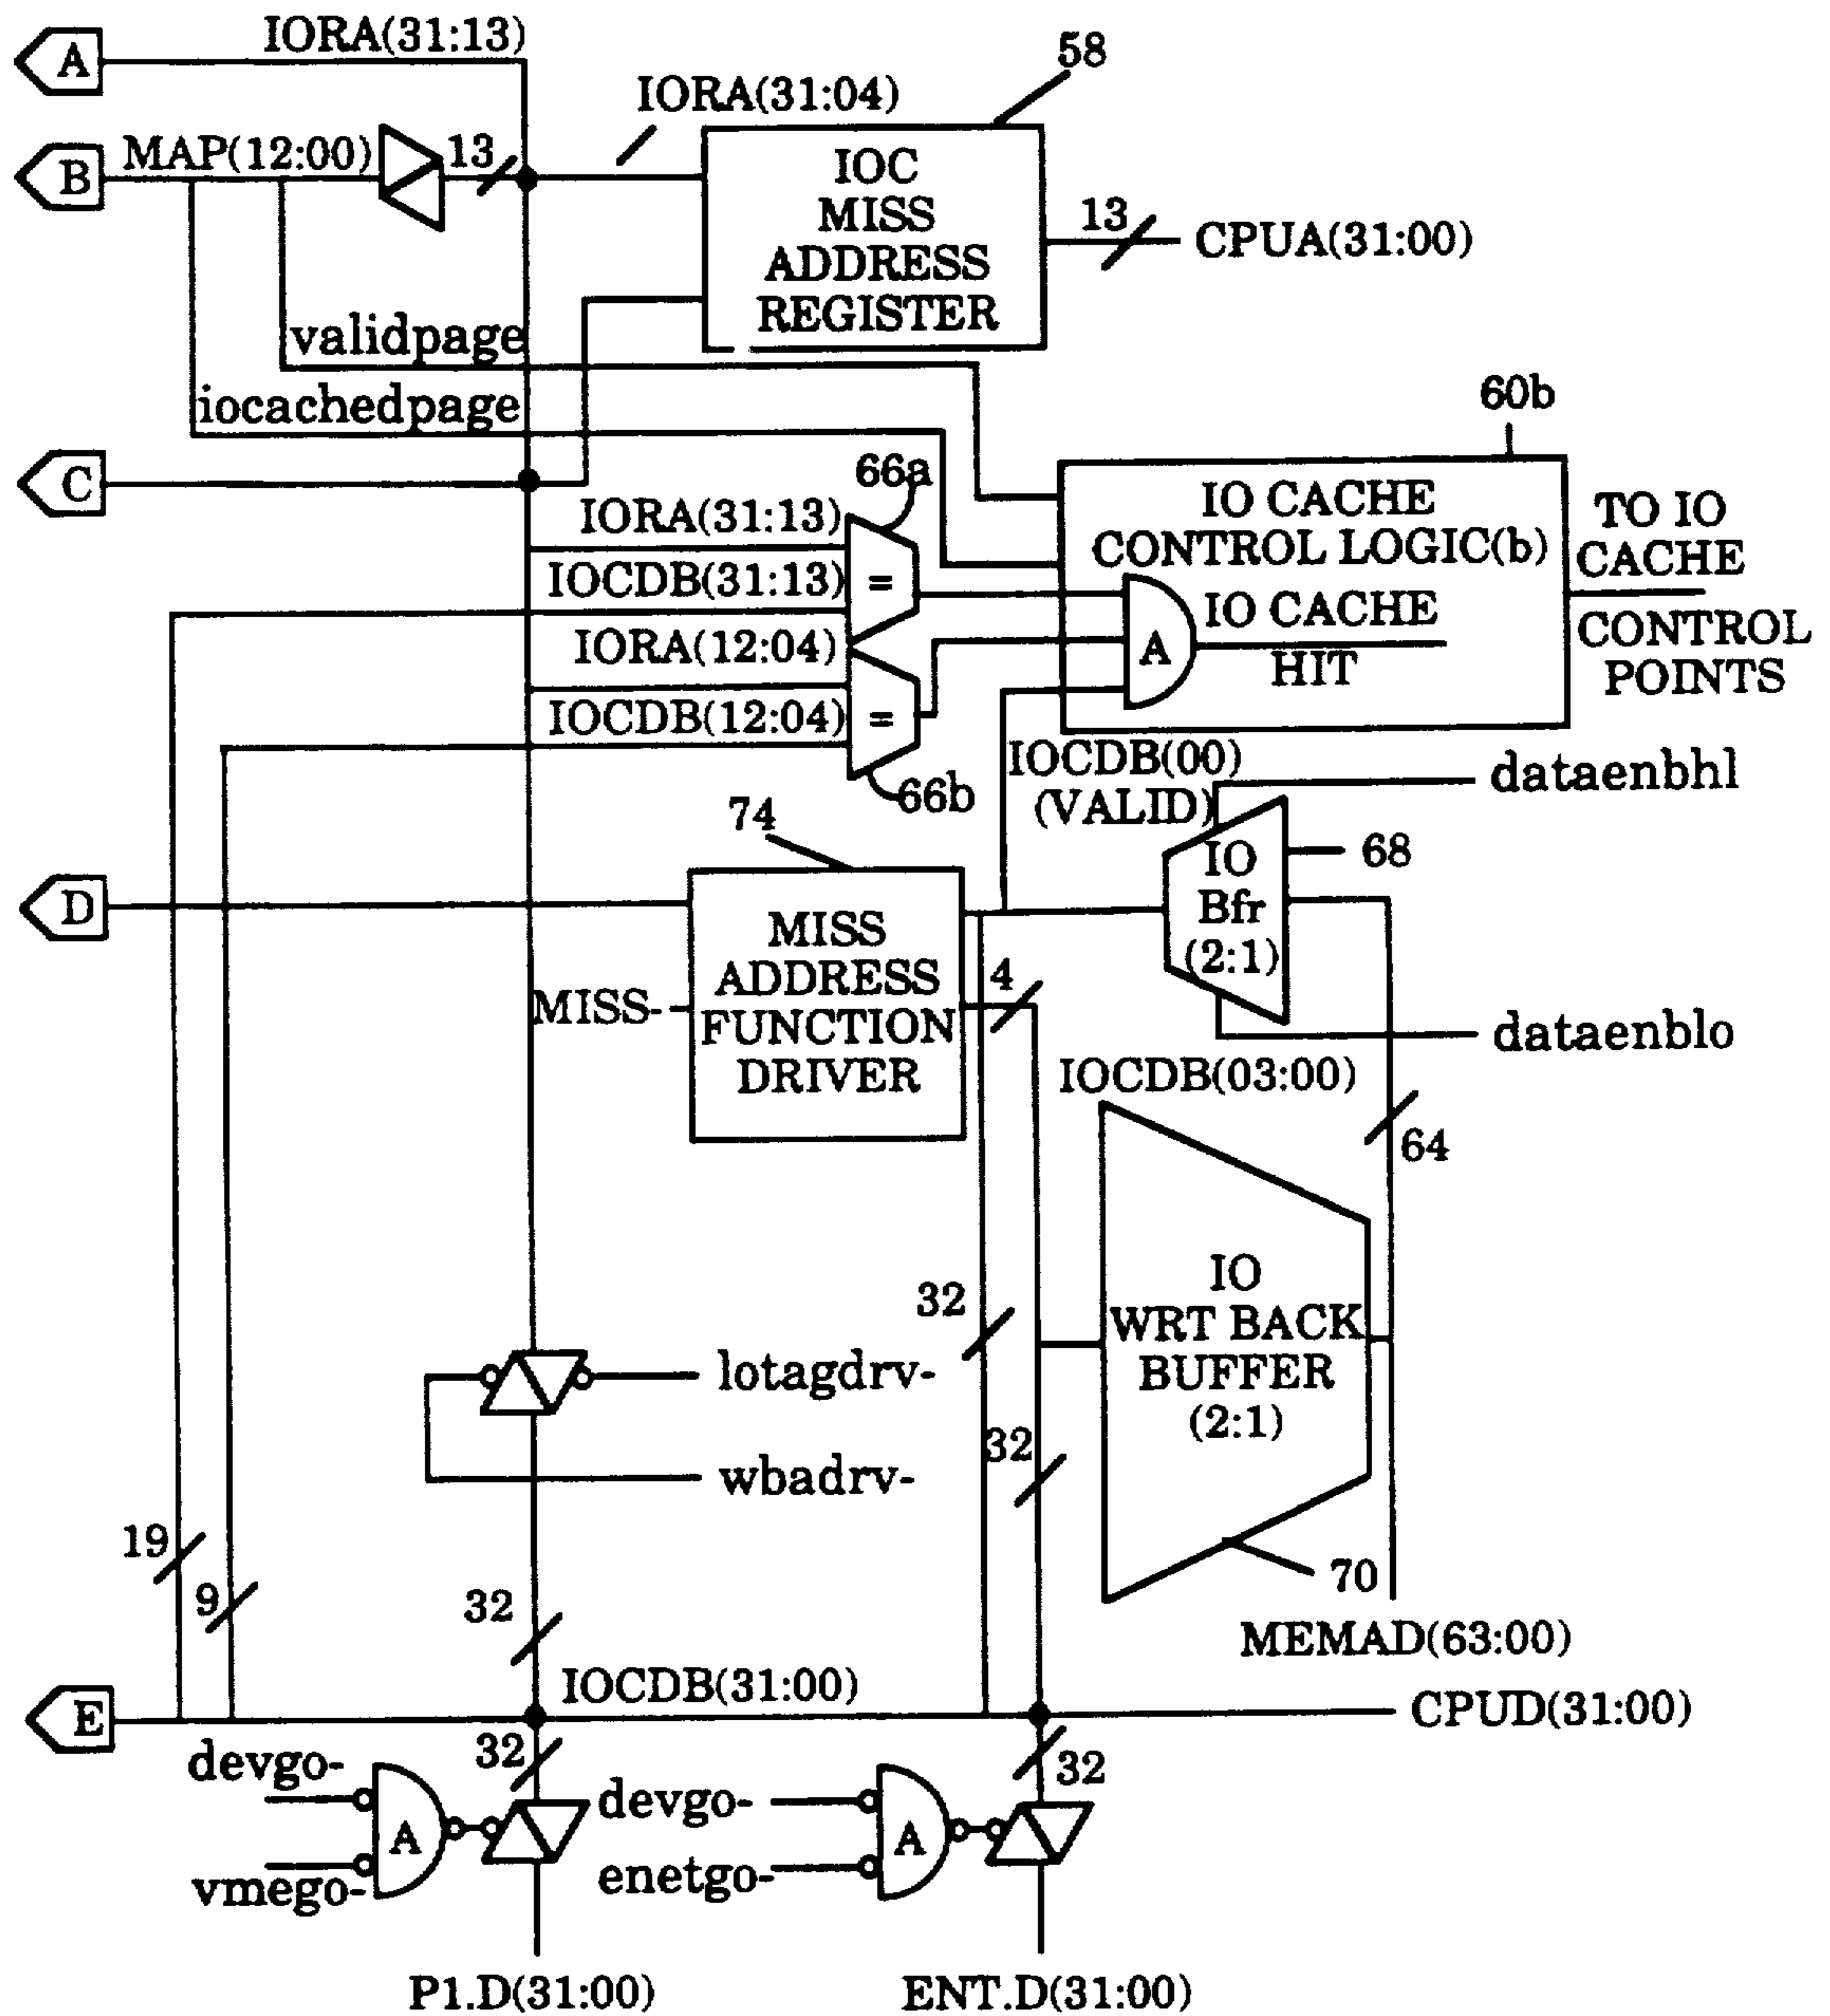 A
IORA(31:13)
58
IORA(31:04)
B
MAP(12:00)
13
IOC
MISS
ADDRESS
REGISTER
13
CPUA(31:00)
validpage
iocachedpage
60b
C
66a
IORA(31:13)
IOCDB(31:13)
=
IORA(12:04)
IOCDB(12:04)
=
66b
IO CACHE
CONTROL LOGIC(b)
IO CACHE
HIT
A
TO IO
CACHE
CONTROL
POINTS
IOCDB(00)
(VALID)
dataenbhl
74
68
IO
Bfr
(2:1)
D
MISS
ADDRESS
FUNCTION
DRIVER
MISS-
4
dataenblo
IOCDB(03:00)
64
IO
WRT BACK
BUFFER
(2:1)
32
lotagdrv-
32
wbadrv-
19
9
32
70
MEMAD(63:00)
E
IOCDB(31:00)
CPUD(31:00)
devgo-
32
32
A
vmego-
devgo-
A
enetgo-
P1.D(31:00)
ENT.D(31:00)